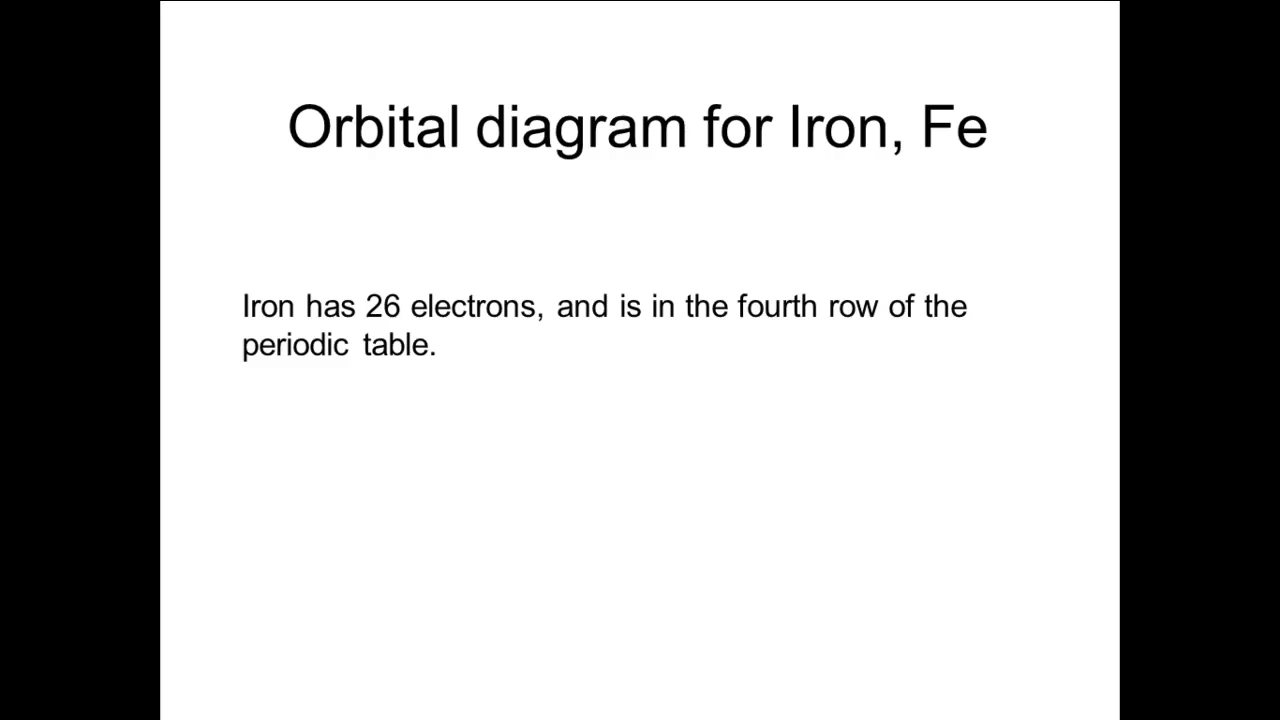 Orbital diagram for Iron, Fe
Iron has 26 electrons, and is in the fourth row of the
periodic table.